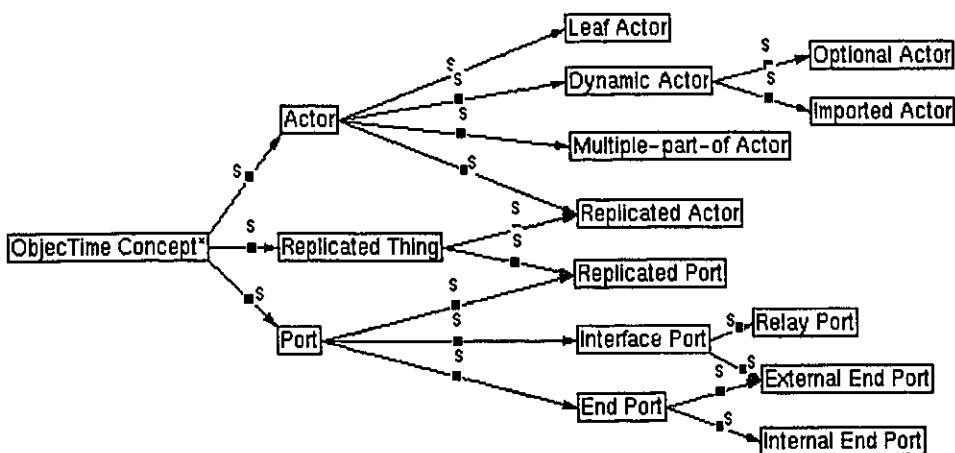 Leaf Actor
S
Optional Actor
S
S
Dynamic Actor
S
Imported Actor
Actor
S
Multiple-part-of Actor
S
S
S
Replicated Actor
S
ObjecTime Concept*
Replicated Thing
S
Replicated Port
S
S
S
Relay Port
Port
S
Interface Port
S
S
S
External End Port
End Port
S
Internal End Port